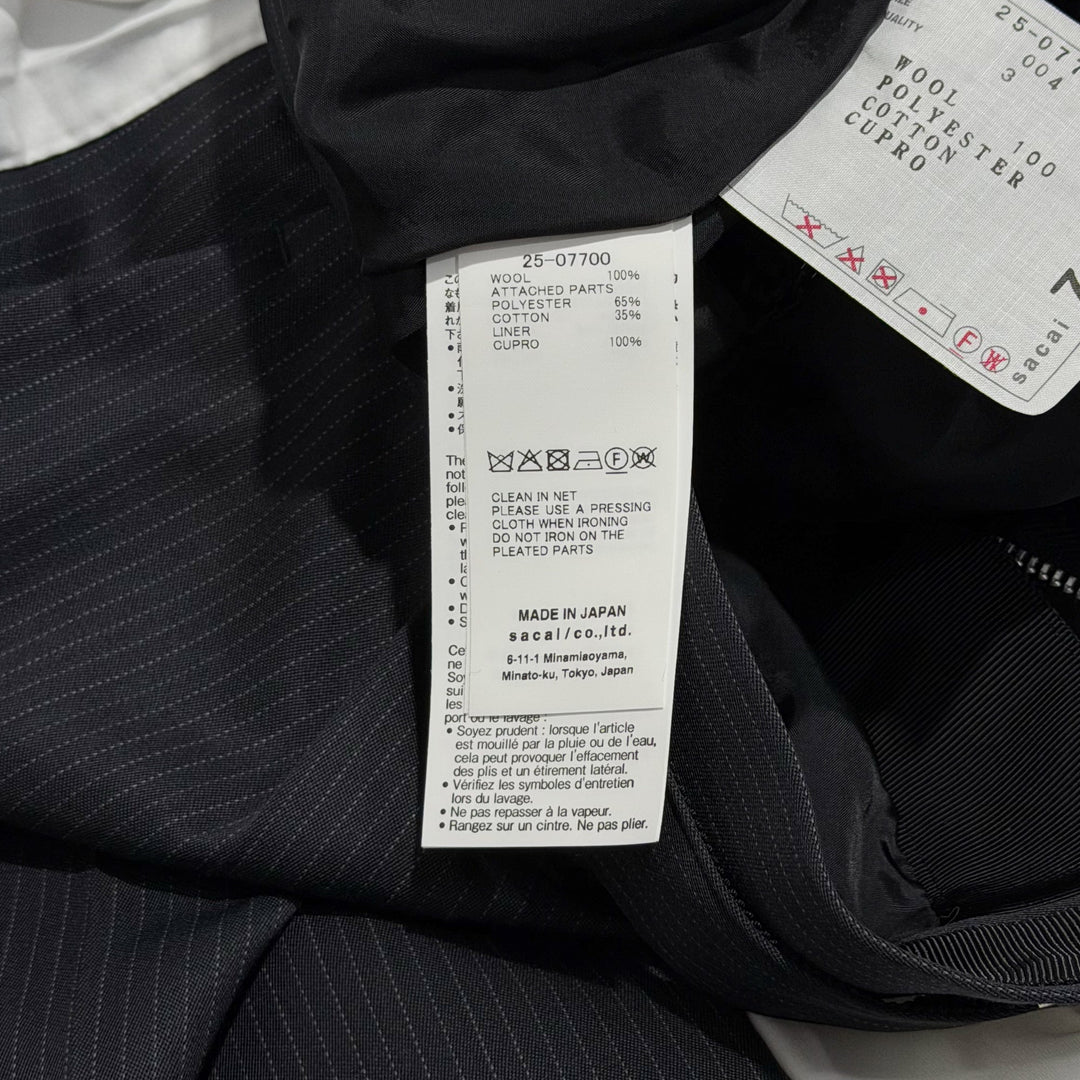 25-07700
WOOL 100%
ATTACHED PARTS
POLYESTER 65%
COTTON 35%
LINER
CUPRO 100%
CLEAN IN NET
PLEASE USE A PRESSING
CLOTH WHEN IRONING
DO NOT IRON ON THE
PLEATED PARTS
MADE IN JAPAN
sacai/co.,ltd.
6-11-1 Minamiaoyama,
Minato-ku, Tokyo, Japan
port ou le lavage :
• Soyez prudent : lorsque l'article
est mouillé par la pluie ou de l'eau,
cela peut provoquer l'effacement
des plis et un étirement latéral.
• Vérifiez les symboles d'entretien
lors du lavage.
• Ne pas repasser à la vapeur.
• Rangez sur un cintre. Ne pas plier.
25-077
004
3
WOOL 100
POLYESTER
COTTON
CUPRO
F
W
sacai